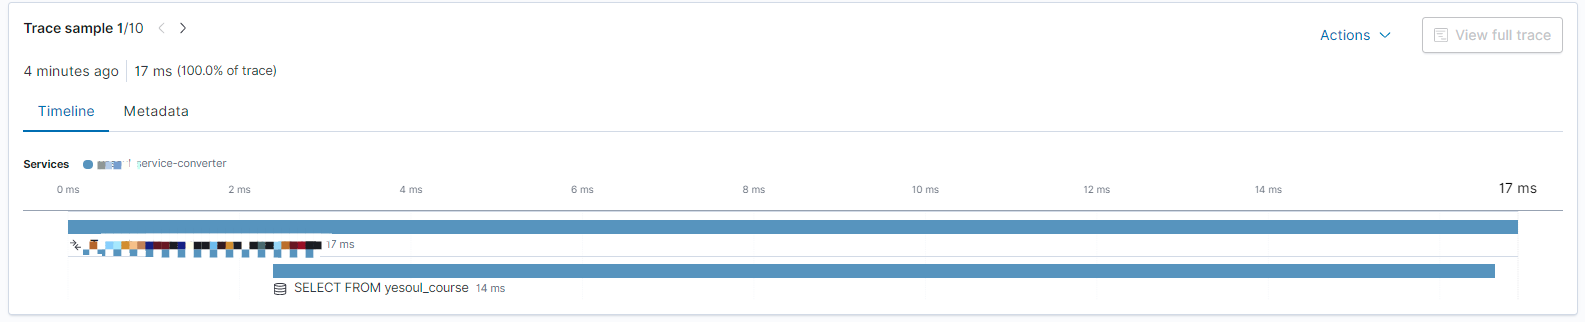 Trace sample 1/10
Actions
View full trace
4 minutes ago 17 ms (100.0% of trace)
Timeline Metadata
Services service-converter
0 ms 2 ms 4 ms 6 ms 8 ms 10 ms 12 ms 14 ms 17 ms
17 ms
SELECT FROM yesoul_course 14 ms